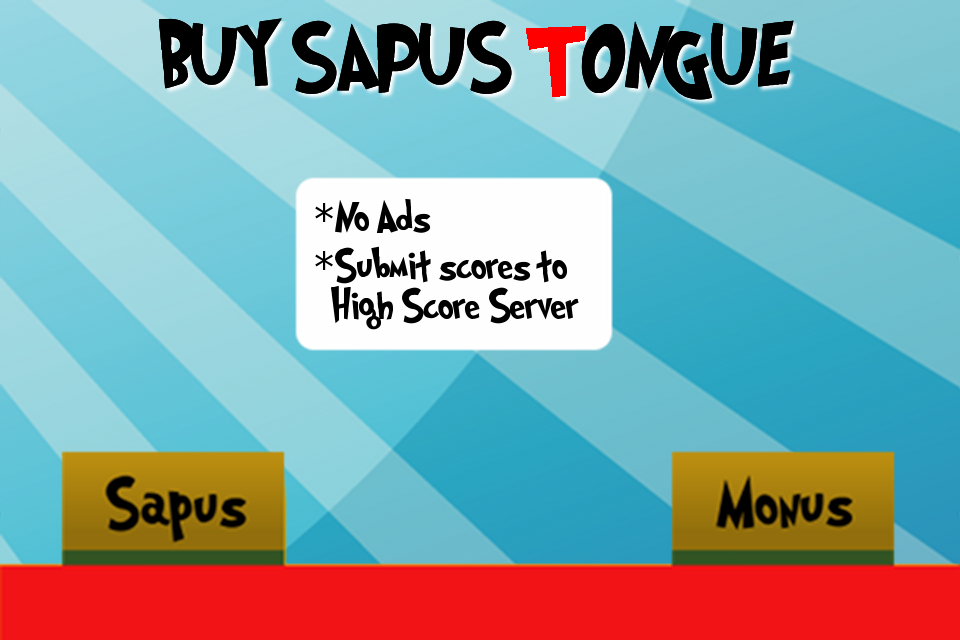 BUY SAPUS TONGUE
*No Ads
*Submit scores to
High Score Server
Sapus
Monus